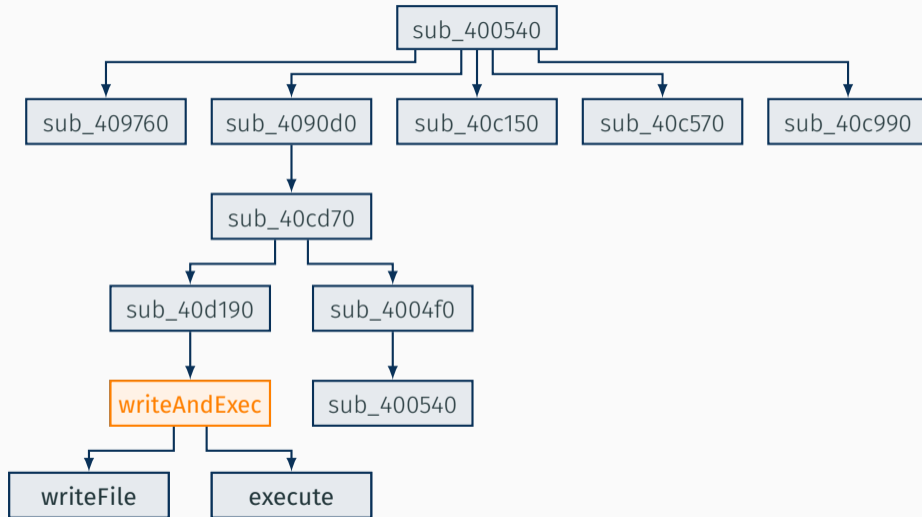 sub_400540
sub_409760
sub_4090d0
sub_40c150
sub_40c570
sub_40c990
sub_40cd70
sub_40d190
sub_4004f0
writeAndExec
sub_400540
writeFile
execute